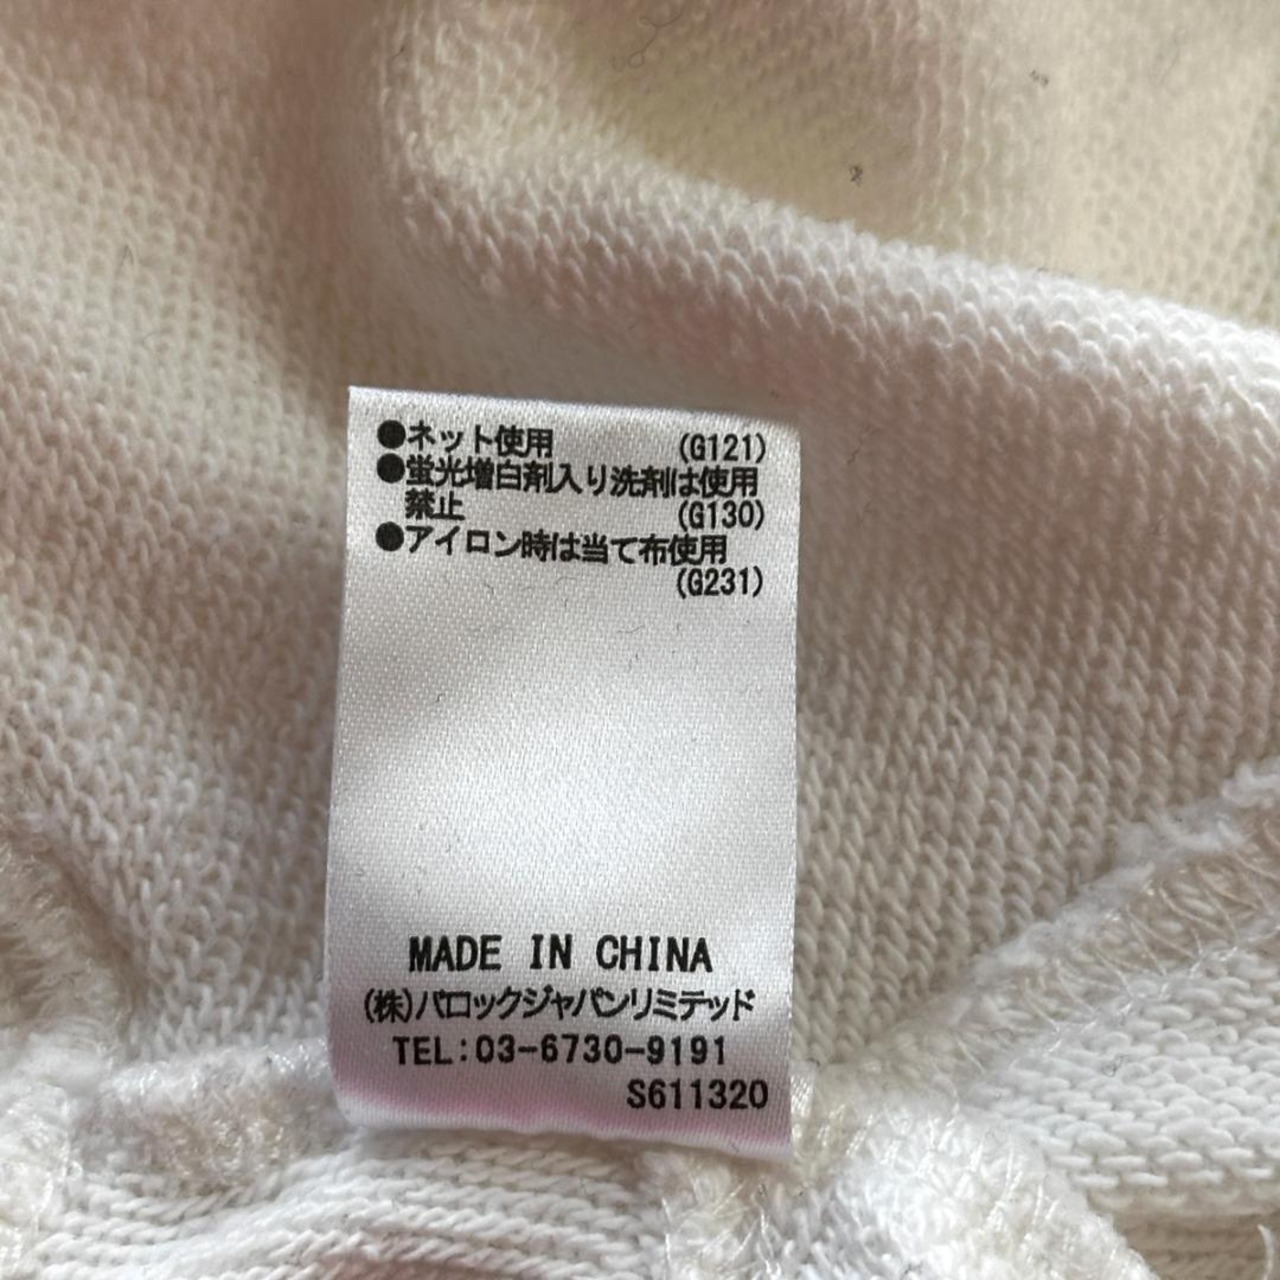 ●ネット使用 (G121)
●蛍光増白剤入り洗剤は使用
禁止 (G130)
●アイロン時は当て布使用
(G231)
MADE IN CHINA
(株)バロックジャパンリミテッド
TEL:03-6730-9191
S611320